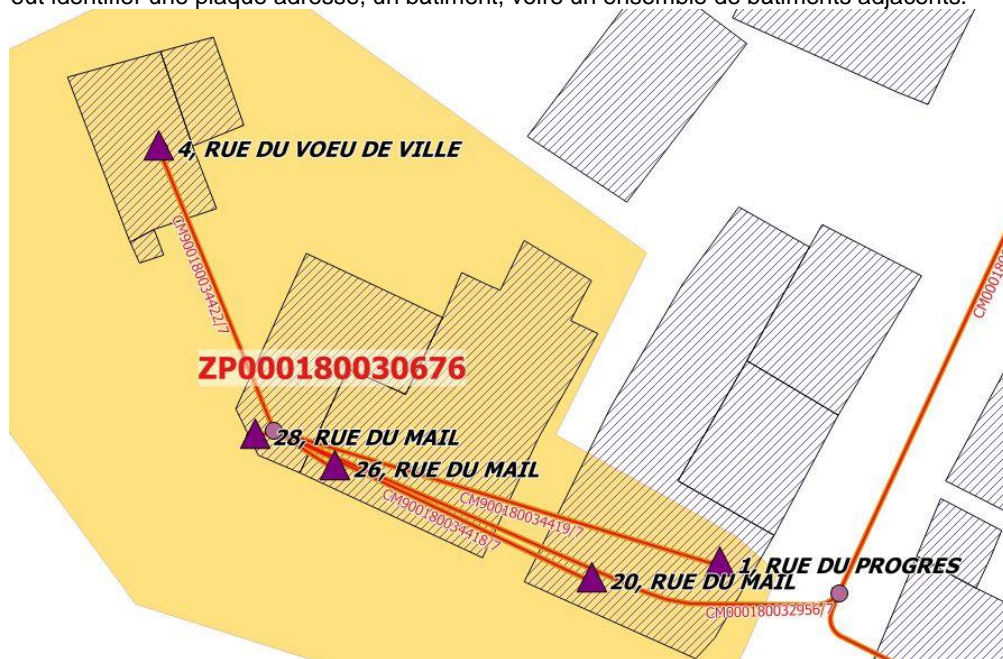 eut identifier une plaque adresse, un bâtiment, voire un ensemble de bâtiments adjacents.
4, RUE DU VOEU DE VILLE
CM900180034422/7
CM00018003
ZP000180030676
28, RUE DU MAIL
26, RUE DU MAIL
CM900180034419/7
CM900180034418/7
1, RUE DU PROGRES
20, RUE DU MAIL
CM000180032956/7